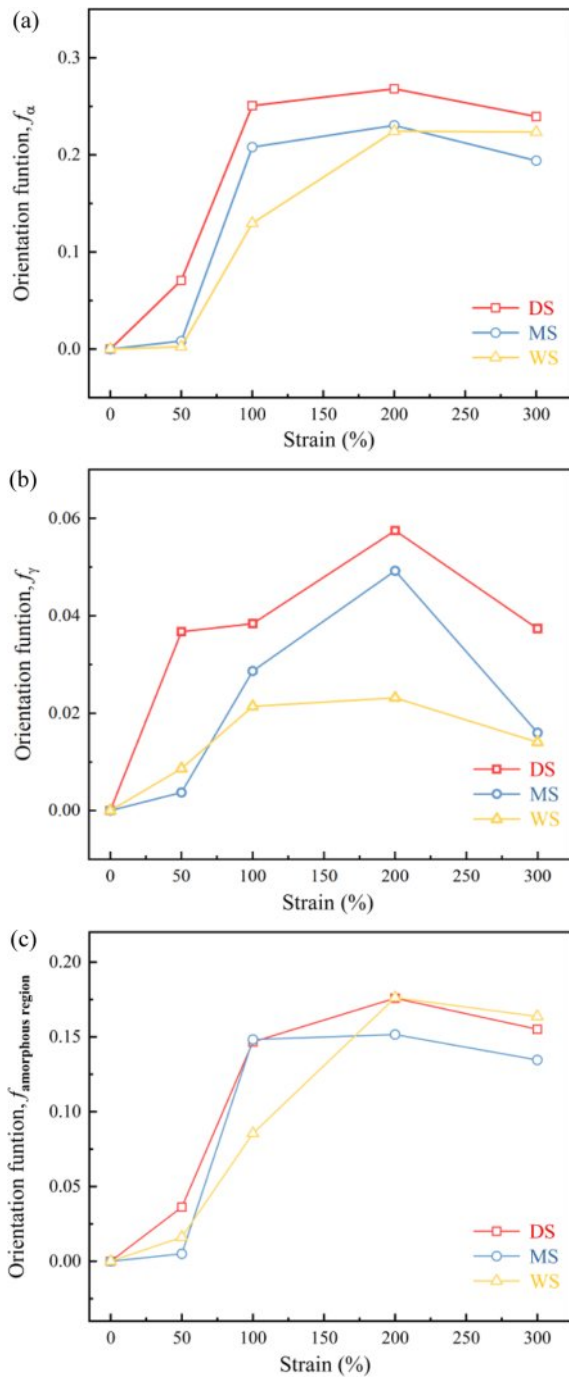 (a)
Orientation funtion, fα
0.3
0.2
0.1
0.0
DS
MS
WS
0 50 100 150 200 250 300
Strain (%)
(b)
Orientation funtion, fγ
0.06
0.04
0.02
0.00
DS
MS
WS
0 50 100 150 200 250 300
Strain (%)
(c)
Orientation funtion, famorphous region
0.20
0.15
0.10
0.05
0.00
DS
MS
WS
0 50 100 150 200 250 300
Strain (%)